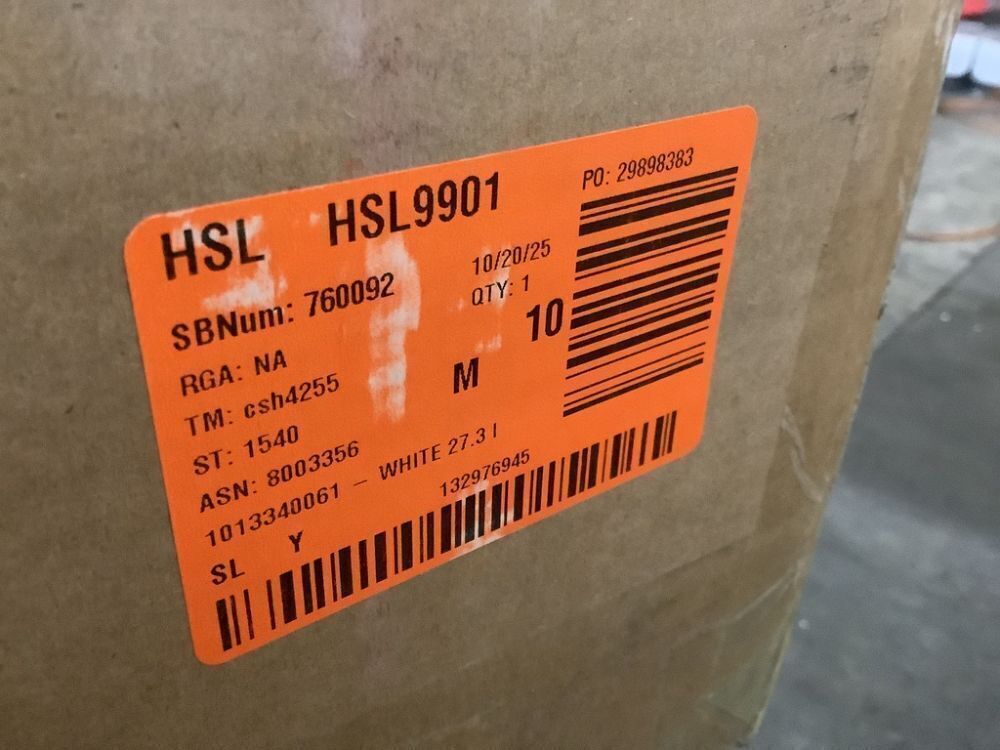 HSL HSL9901
PO: 29898383
SBNum: 760092
10/20/25
RGA: NA
QTY: 1
10
TM: csh4255
M
ST: 1540
ASN: 8003356
1013340061 - WHITE 27.3 I
132976945
SL Y